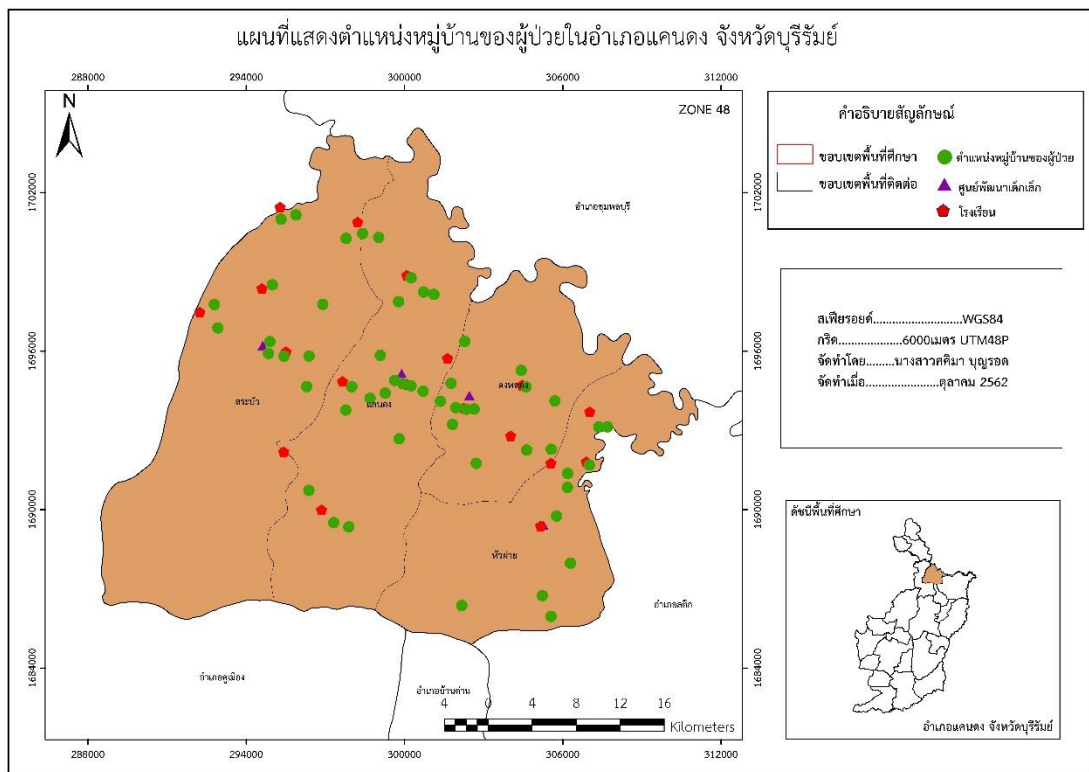 แผนที่แสดงตำแหน่งหมู่บ้านของผู้ป่วยในอำเภอแคนดง จังหวัดบุรีรัมย์
288000 294000 300000 306000 312000
N
ZONE 48
1702000 1702000
อำเภอชุมพลบุรี
1696000 1696000
ดงพลอง
สระบัว
แคนดง
1690000 1690000
หัวฝาย
อำเภอสตึก
1684000 1684000
อำเภอคูเมือง
อำเภอบ้านด่าน
4 0 4 8 12 16
Kilometers
288000 294000 300000 306000 312000
คำอธิบายสัญลักษณ์
ขอบเขตพื้นที่ศึกษา
ขอบเขตพื้นที่ติดต่อ
ตำแหน่งหมู่บ้านของผู้ป่วย
ศูนย์พัฒนาเด็กเล็ก
โรงเรียน
สเฟียรอยด์............................WGS84
กริด..................6000เมตร UTM48P
จัดทำโดย........นางสาวศติมา บุญรอด
จัดทำเมื่อ....................ตุลาคม 2562
ดัชนีพื้นที่ศึกษา
อำเภอแคนดง จังหวัดบุรีรัมย์